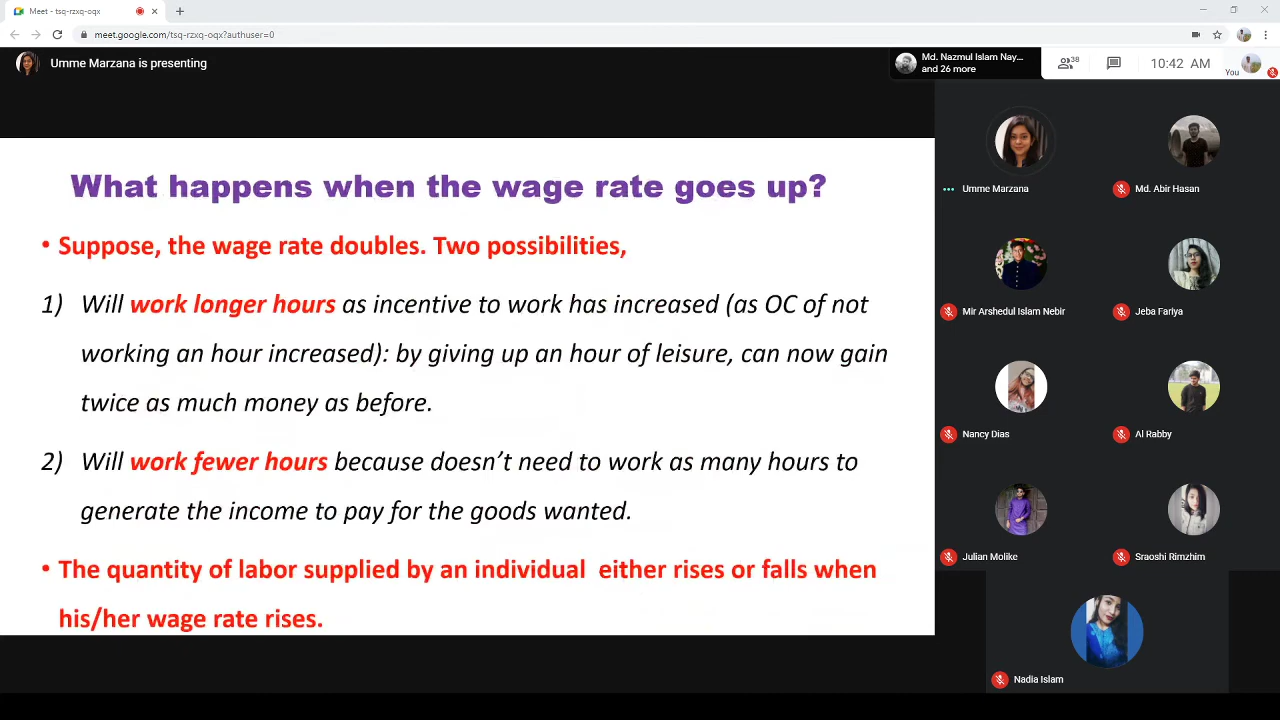 Meet - tsq-rzxq-oqx
meet.google.com/tsq-rzxq-oqx?authuser=0
Umme Marzana is presenting
Md. Nazmul Islam Nay...
and 26 more
38
10:42 AM
You
What happens when the wage rate goes up?
• Suppose, the wage rate doubles. Two possibilities,
1) Will work longer hours as incentive to work has increased (as OC of not
working an hour increased): by giving up an hour of leisure, can now gain
twice as much money as before.
2) Will work fewer hours because doesn't need to work as many hours to
generate the income to pay for the goods wanted.
• The quantity of labor supplied by an individual either rises or falls when
his/her wage rate rises.
Umme Marzana
Md. Abir Hasan
Mir Arshedul Islam Nebir
Jeba Fariya
Nancy Dias
Al Rabby
Julian Molike
Sraoshi Rimzhim
Nadia Islam